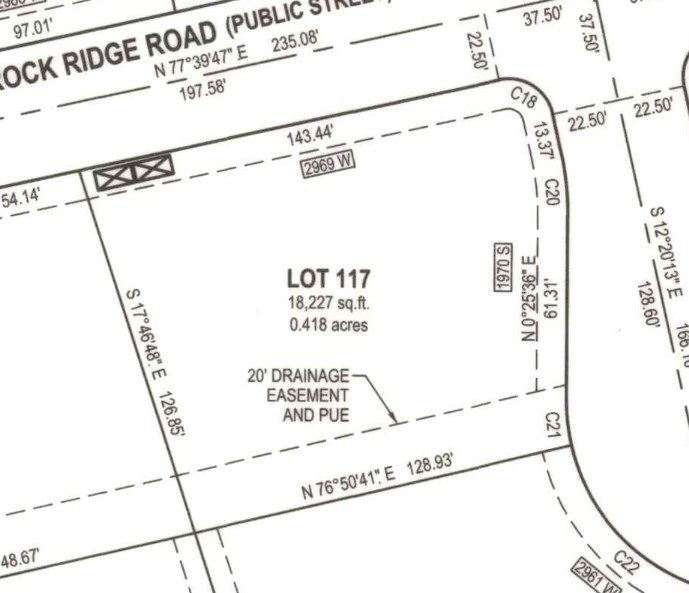 97.01'
ROCK RIDGE ROAD (PUBLIC STREET)
N 77°39'47" E 235.08'
197.58'
37.50'
37.50'
22.50'
C18
22.50'
22.50'
143.44'
2969 W
13.37'
C20
54.14'
LOT 117
18,227 sq.ft.
0.418 acres
1970 S
N 0°25'36" E
61.31'
S 12°20'13" E
128.60'
S 17°46'48" E 126.85'
20' DRAINAGE
EASEMENT
AND PUE
C21
N 76°50'41" E 128.93'
48.67'
C22
2961 W